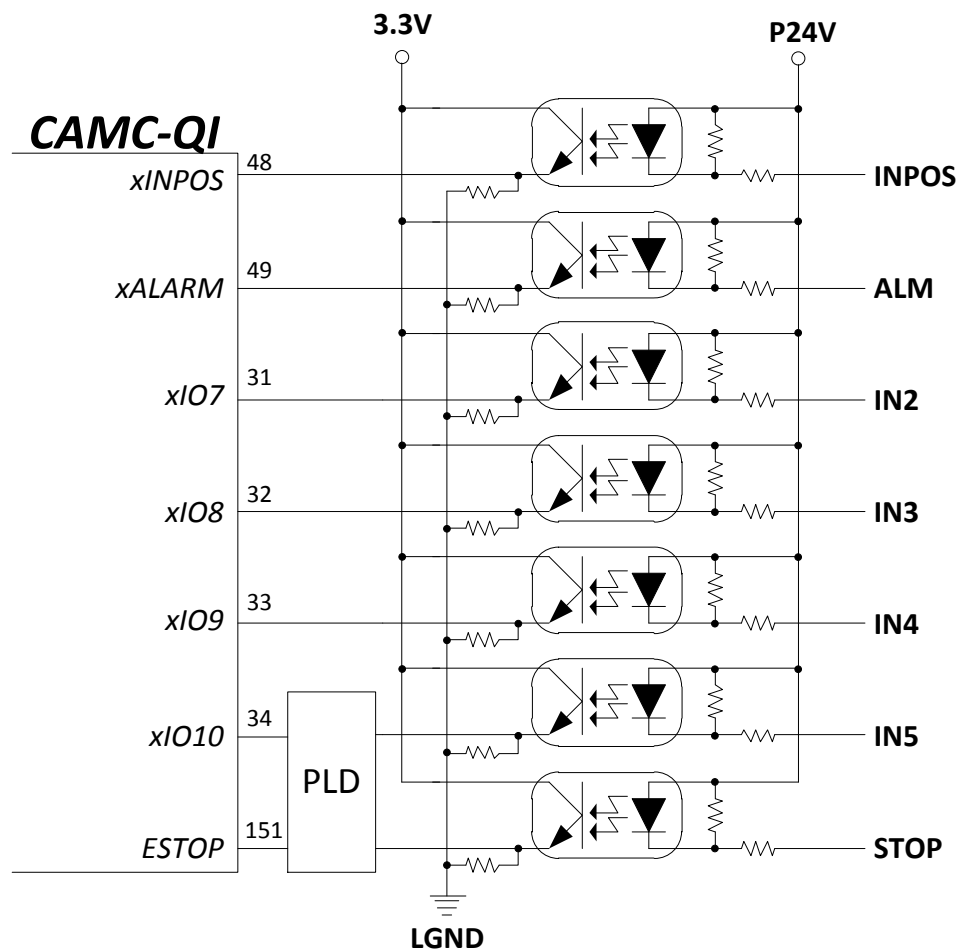 3.3V
P24V
CAMC-QI
48
xINPOS
INPOS
49
xALARM
ALM
31
xIO7
IN2
32
xIO8
IN3
33
xIO9
IN4
34
xIO10
IN5
PLD
151
ESTOP
STOP
LGND